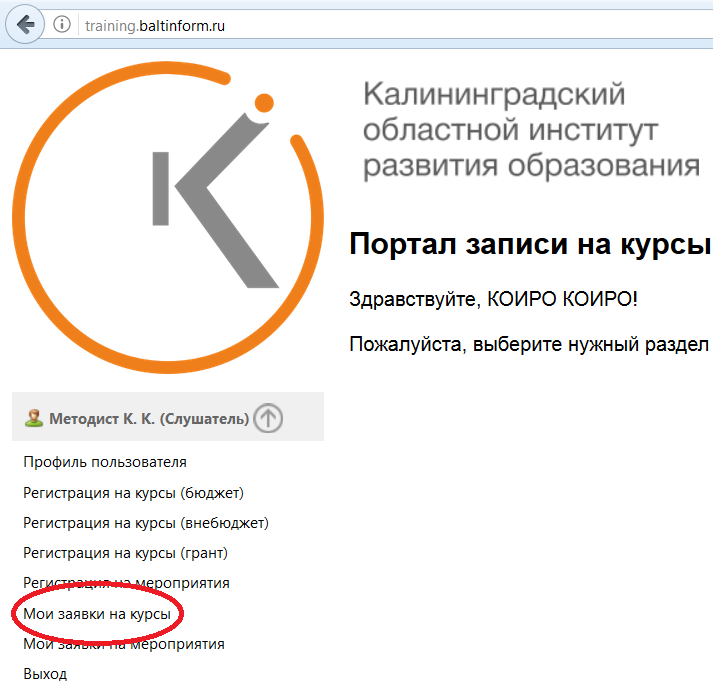 training.baltinform.ru
Калининградский
областной институт
развития образования
Портал записи на курсы
Здравствуйте, КОИРО КОИРО!
Пожалуйста, выберите нужный раздел
Методист К. К. (Слушатель)
Профиль пользователя
Регистрация на курсы (бюджет)
Регистрация на курсы (внебюджет)
Регистрация на курсы (грант)
Регистрация на мероприятия
Мои заявки на курсы
Мои заявки на мероприятия
Выход